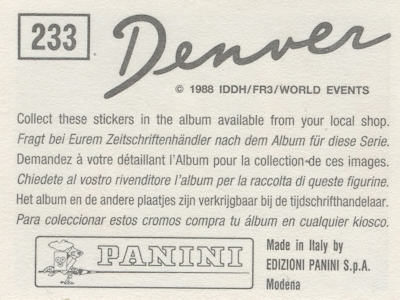 233
Denver
© 1988 IDDH/FR3/WORLD EVENTS
Collect these stickers in the album available from your local shop.
Fragt bei Eurem Zeitschriftenhändler nach dem Album für diese Serie.
Demandez à votre détaillant l'Album pour la collection de ces images.
Chiedete al vostro rivenditore l'album per la raccolta di queste figurine.
Het album en de andere plaatjes zijn verkrijgbaar bij de tijdschrifthandelaar.
Para coleccionar estos cromos compra tu álbum en cualquier kiosco.
PANINI
Made in Italy by
EDIZIONI PANINI S.p.A.
Modena